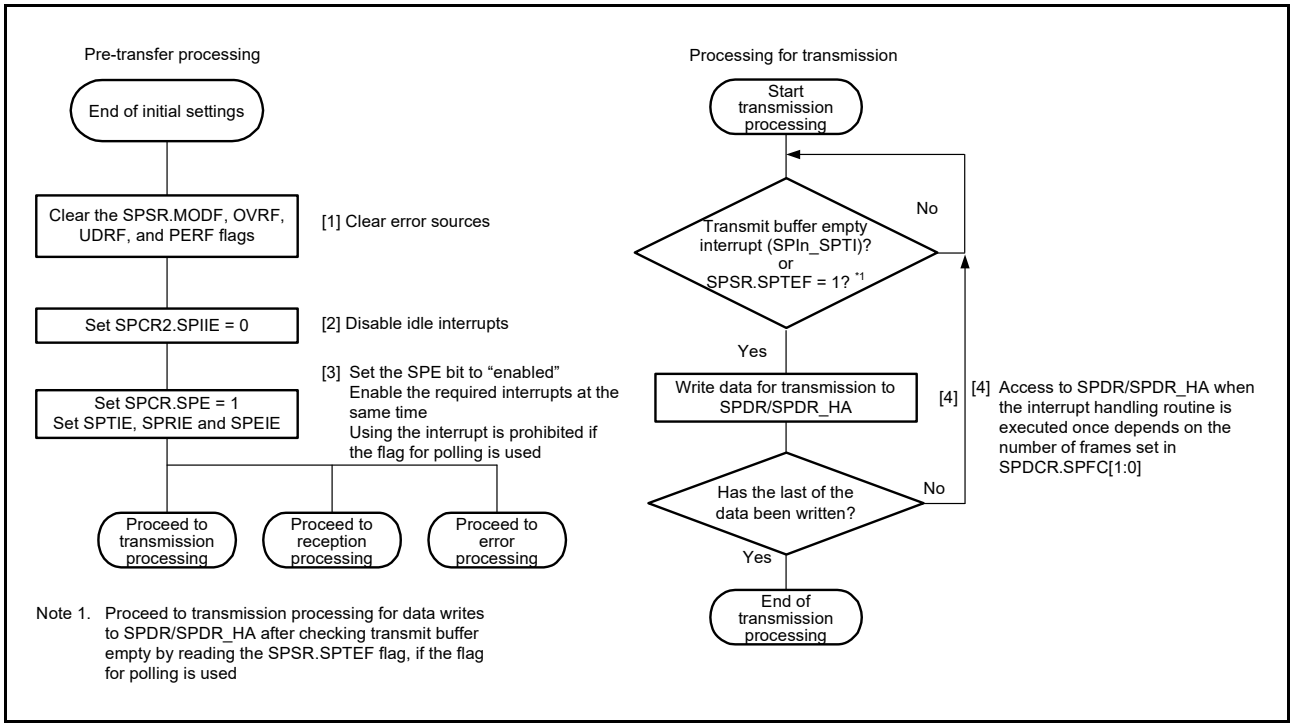 Pre-transfer processing
End of initial settings
Clear the SPSR.MODF, OVRF,
UDRF, and PERF flags
[1] Clear error sources
Set SPCR2.SPIIE = 0
[2] Disable idle interrupts
Set SPCR.SPE = 1
Set SPTIE, SPRIE and SPEIE
[3] Set the SPE bit to “enabled”
Enable the required interrupts at the
same time
Using the interrupt is prohibited if
the flag for polling is used
Proceed to
transmission
processing
Proceed to
reception
processing
Proceed to
error
processing
Note 1. Proceed to transmission processing for data writes
to SPDR/SPDR_HA after checking transmit buffer
empty by reading the SPSR.SPTEF flag, if the flag
for polling is used
Processing for transmission
Start
transmission
processing
Transmit buffer empty
interrupt (SPIn_SPTI)?
or
SPSR.SPTEF = 1? *1
No
Yes
Write data for transmission to
SPDR/SPDR_HA
[4]
[4] Access to SPDR/SPDR_HA when
the interrupt handling routine is
executed once depends on the
number of frames set in
SPDCR.SPFC[1:0]
Has the last of the
data been written?
No
Yes
End of
transmission
processing